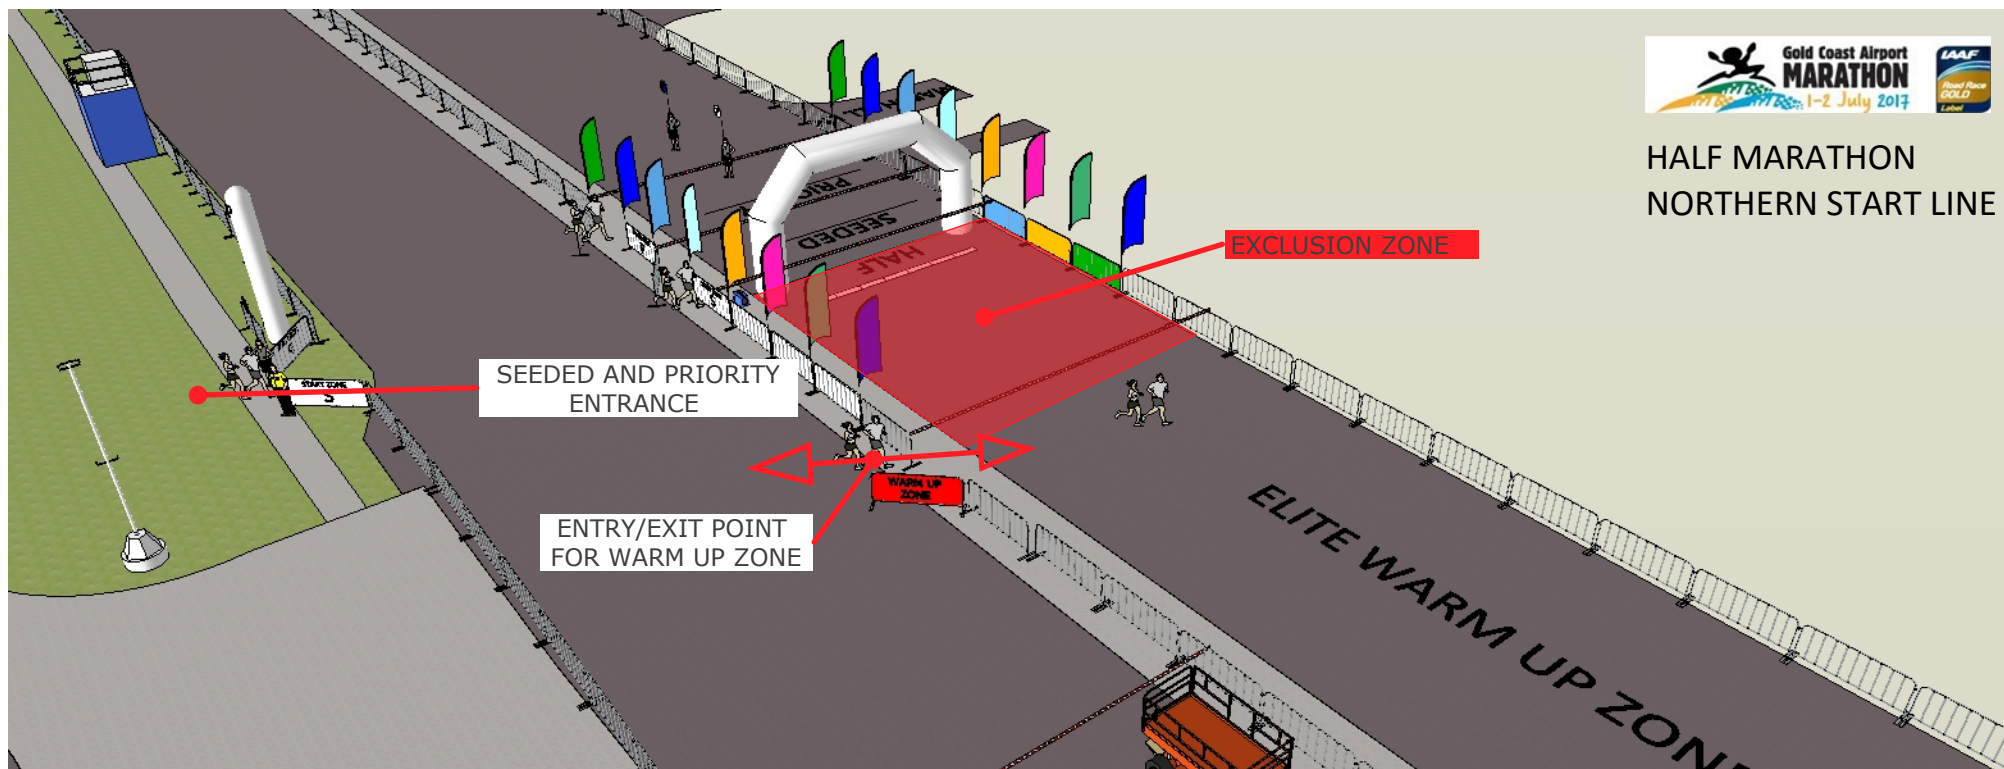 Gold Coast Airport
MARATHON
1-2 July 2017
IAAF
Road Race
GOLD
Label
HALF MARATHON
NORTHERN START LINE
EXCLUSION ZONE
SEEDED
HALF
SEEDED AND PRIORITY
ENTRANCE
START ZONE
WARM UP
ZONE
ENTRY/EXIT POINT
FOR WARM UP ZONE
ELITE WARM UP ZONE